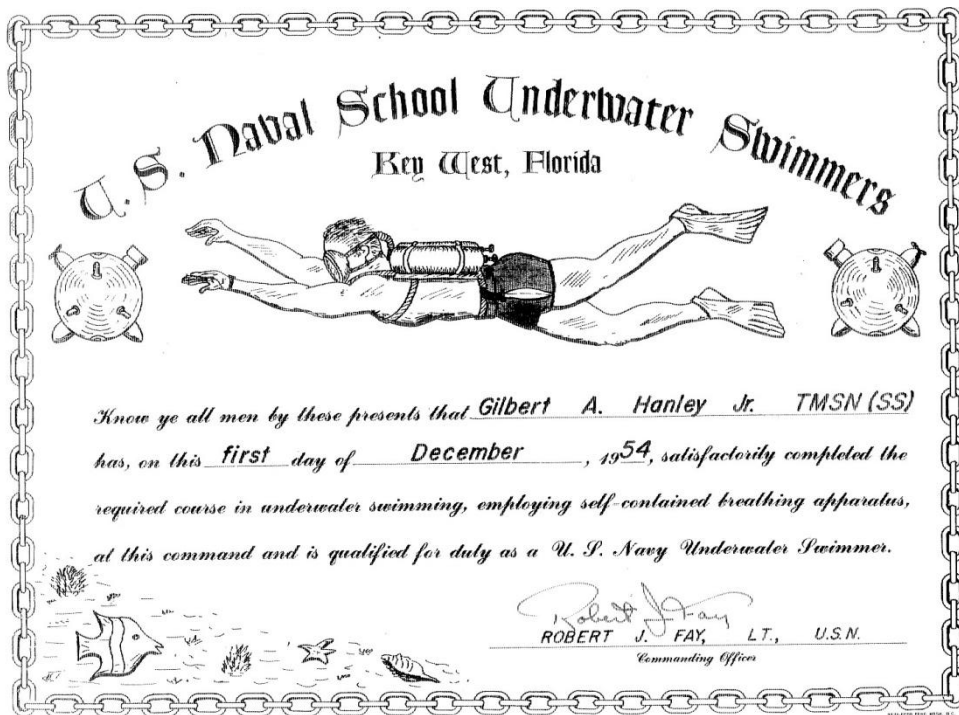 U. S. Naval School Underwater Swimmers
Key West, Florida
Know ye all men by these presents that Gilbert A. Hanley Jr. TMSN (SS)
has, on this first day of December, 1954, satisfactorily completed the
required course in underwater swimming, employing self-contained breathing apparatus,
at this command and is qualified for duty as a U. S. Navy Underwater Swimmer.
Robert J. Fay
ROBERT J. FAY, LT., U.S.N.
Commanding Officer